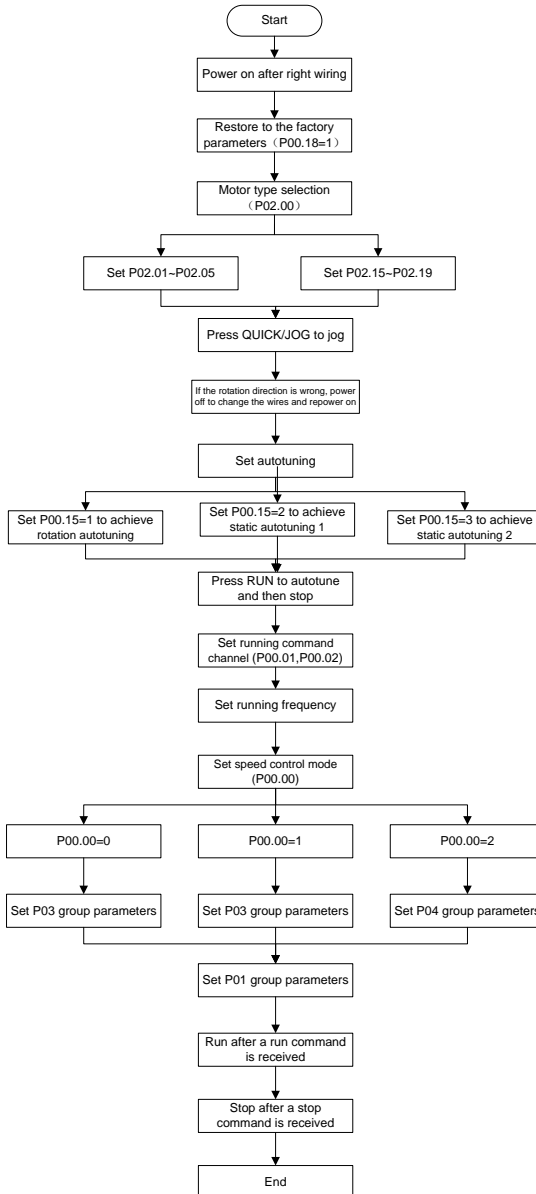 Start
Power on after right wiring
Restore to the factory
parameters（P00.18=1）
Motor type selection
（P02.00）
Set P02.01~P02.05
Set P02.15~P02.19
Press QUICK/JOG to jog
If the rotation direction is wrong, power
off to change the wires and repower on
Set autotuning
Set P00.15=1 to achieve
rotation autotuning
Set P00.15=2 to achieve
static autotuning 1
Set P00.15=3 to achieve
static autotuning 2
Press RUN to autotune
and then stop
Set running command
channel (P00.01,P00.02)
Set running frequency
Set speed control mode
(P00.00)
P00.00=0
P00.00=1
P00.00=2
Set P03 group parameters
Set P03 group parameters
Set P04 group parameters
Set P01 group parameters
Run after a run command
is received
Stop after a stop
command is received
End